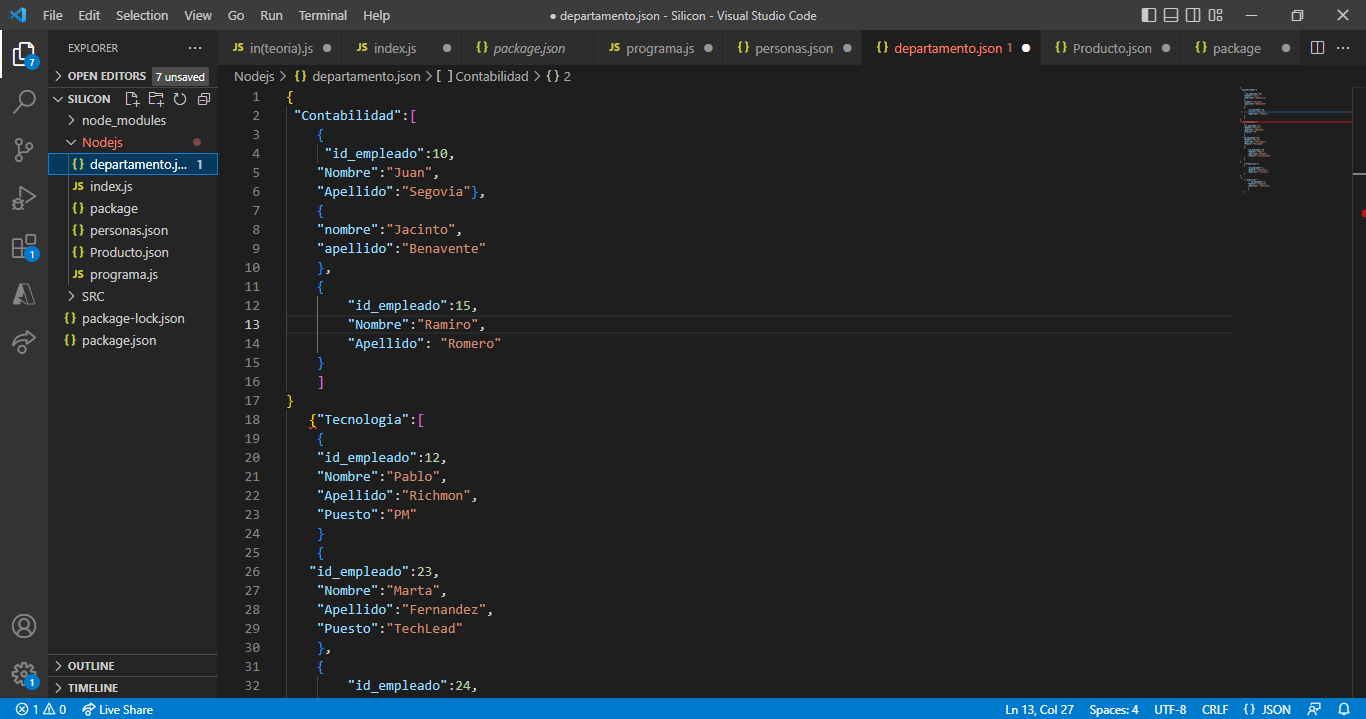 File Edit Selection View Go Run Terminal Help ● departamento.json - Silicon - Visual Studio Code
EXPLORER ···
JS in(teoria).js ● JS index.js ● {} package.json JS programa.js ● {} personas.json ● {} departamento.json 1 ● {} Producto.json ● {} package ● ···
Nodejs > {} departamento.json > [ ] Contabilidad > {} 2
OPEN EDITORS 7 unsaved
SILICON
node_modules
Nodejs
{} departamento.j... 1
JS index.js
{} package
{} personas.json
{} Producto.json
JS programa.js
SRC
{} package-lock.json
{} package.json
OUTLINE
TIMELINE
7
1
1
1 {
2 "Contabilidad":[
3 {
4 "id_empleado":10,
5 "Nombre":"Juan",
6 "Apellido":"Segovia"},
7 {
8 "nombre":"Jacinto",
9 "apellido":"Benavente"
10 },
11 {
12 "id_empleado":15,
13 "Nombre":"Ramiro",
14 "Apellido": "Romero"
15 }
16 ]
17 }
18 {"Tecnologia":[
19 {
20 "id_empleado":12,
21 "Nombre":"Pablo",
22 "Apellido":"Richmon",
23 "Puesto":"PM"
24 }
25 {
26 "id_empleado":23,
27 "Nombre":"Marta",
28 "Apellido":"Fernandez",
29 "Puesto":"TechLead"
30 },
31 {
32 "id_empleado":24,
1 0 Live Share Ln 13, Col 27 Spaces: 4 UTF-8 CRLF {} JSON